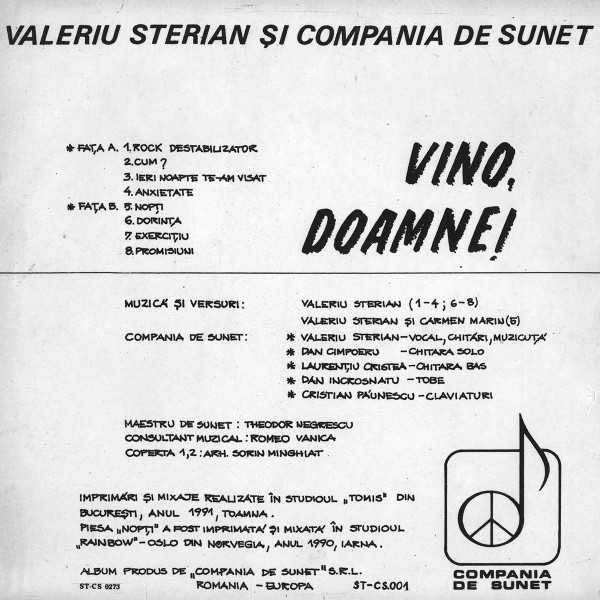 VALERIU STERIAN ȘI COMPANIA DE SUNET
VINO, DOAMNE!
* FAȚA A. 1. ROCK DESTABILIZATOR
2. CUM?
3. IERI NOAPTE TE-AM VISAT
4. ANXIETATE
* FAȚA B. 5. NOPȚI
6. DORINȚA
7. EXERCIȚIU
8. PROMISIUNI
MUZICĂ ȘI VERSURI: VALERIU STERIAN (1-4; 6-8)
VALERIU STERIAN ȘI CARMEN MARIN(5)
COMPANIA DE SUNET: * VALERIU STERIAN-VOCAL, CHITĂRI, MUZICUȚĂ
* DAN CIMPOERU -CHITARA SOLO
* LAURENȚIU CRISTEA-CHITARA BAS
* DAN INCROSNATU -TOBE
* CRISTIAN PĂUNESCU-CLAVIATURI
MAESTRU DE SUNET: THEODOR NEGRESCU
CONSULTANT MUZICAL: ROMEO VANICA
COPERTA 1,2: ARH. SORIN MINGHIAT
IMPRIMĂRI ȘI MIXAJE REALIZATE ÎN STUDIOUL „TOMIS" DIN
BUCUREȘTI, ANUL 1991, TOAMNA.
PIESA „NOPȚI" A FOST IMPRIMATĂ ȘI MIXATĂ ÎN STUDIOUL
„RAINBOW"-OSLO DIN NORVEGIA, ANUL 1990, IARNA.
ALBUM PRODUS DE „COMPANIA DE SUNET" S.R.L.
ST-CS 0273 ROMANIA - EUROPA ST-CS.001
COMPANIA
DE SUNET